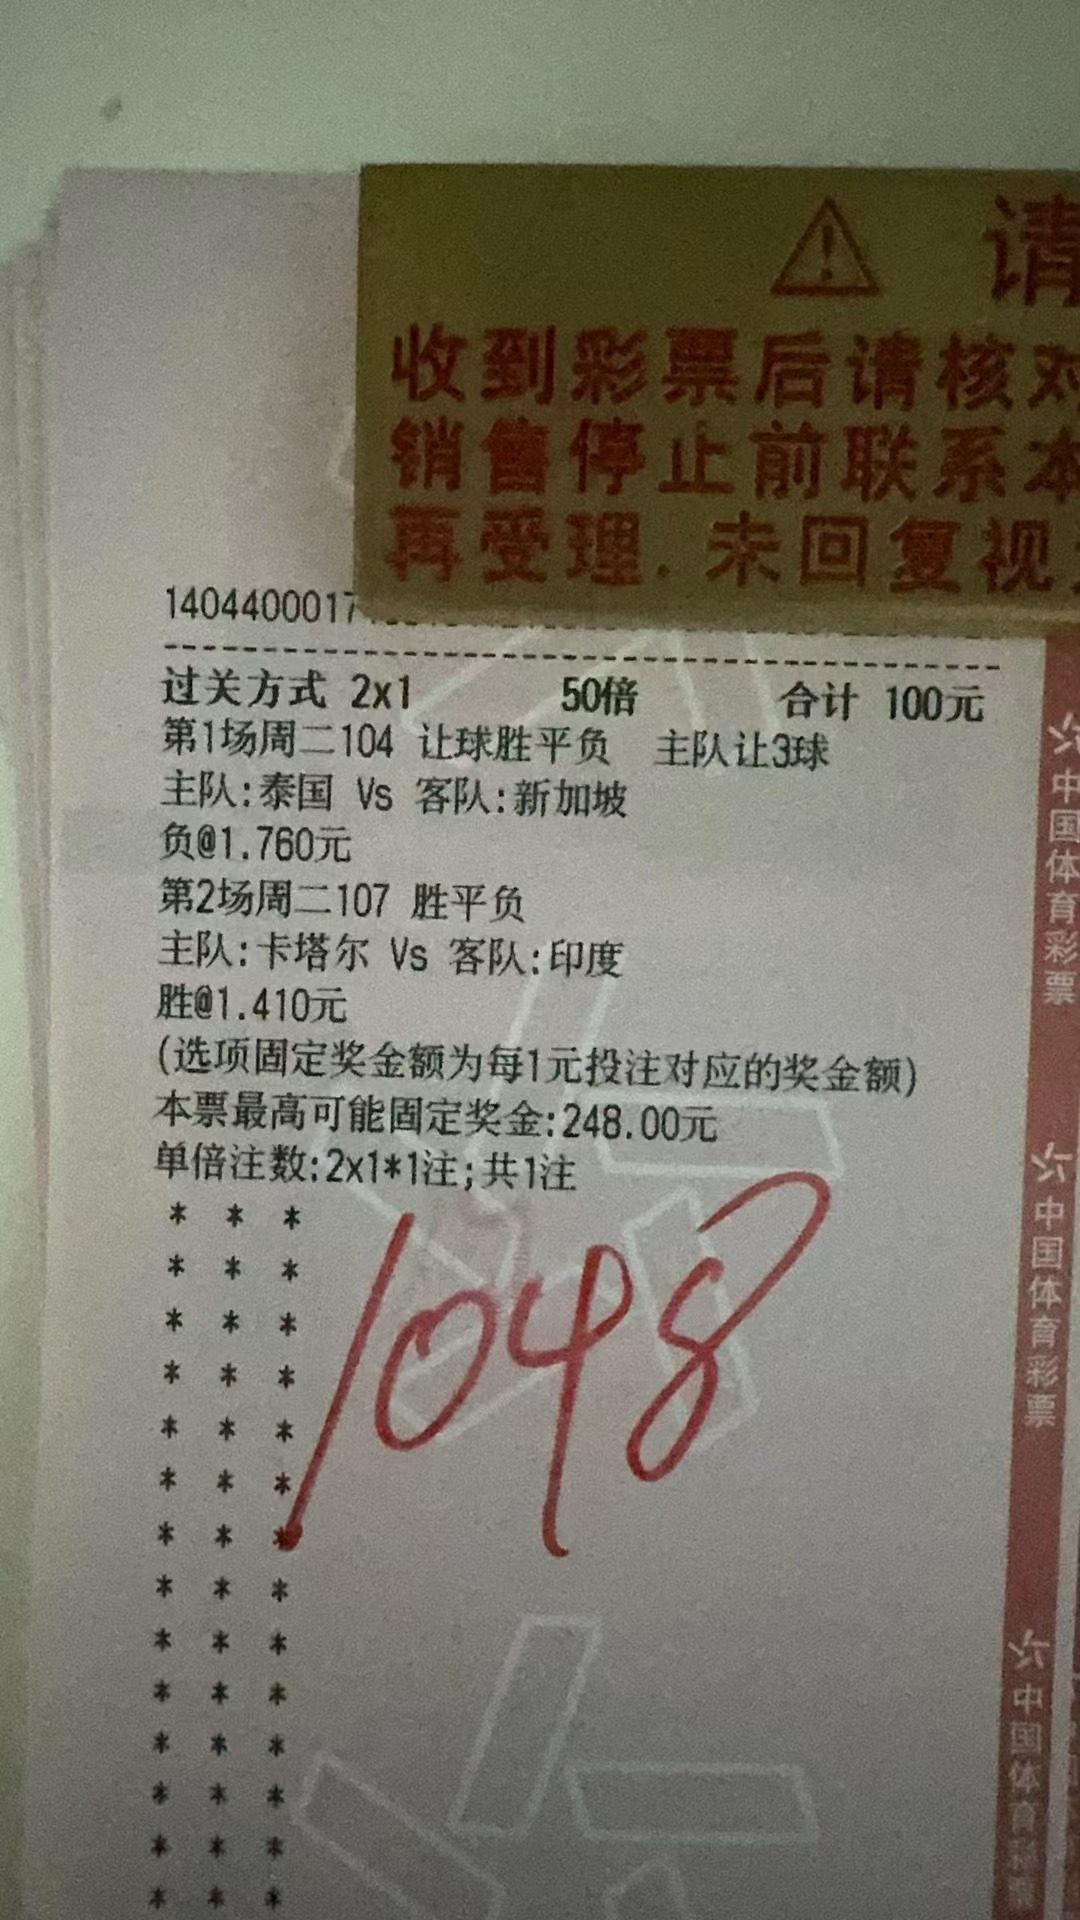 请
收到彩票后请核对
销售停止前联系本
再受理.未回复视
1404400017
过关方式 2x1 50倍 合计 100元
第1场周二104 让球胜平负 主队让3球
主队:泰国 Vs 客队:新加坡
负@1.760元
第2场周二107 胜平负
主队:卡塔尔 Vs 客队:印度
胜@1.410元
(选项固定奖金额为每1元投注对应的奖金额)
本票最高可能固定奖金:248.00元
单倍注数:2x1*1注;共1注
* * *
* * *
* * *
* * *
* * *
* * *
* * *
* * *
* * *
* * *
* * *
* * *
* * *
* * *
1048
中国体育彩票
中国体育彩票
中国体育彩票